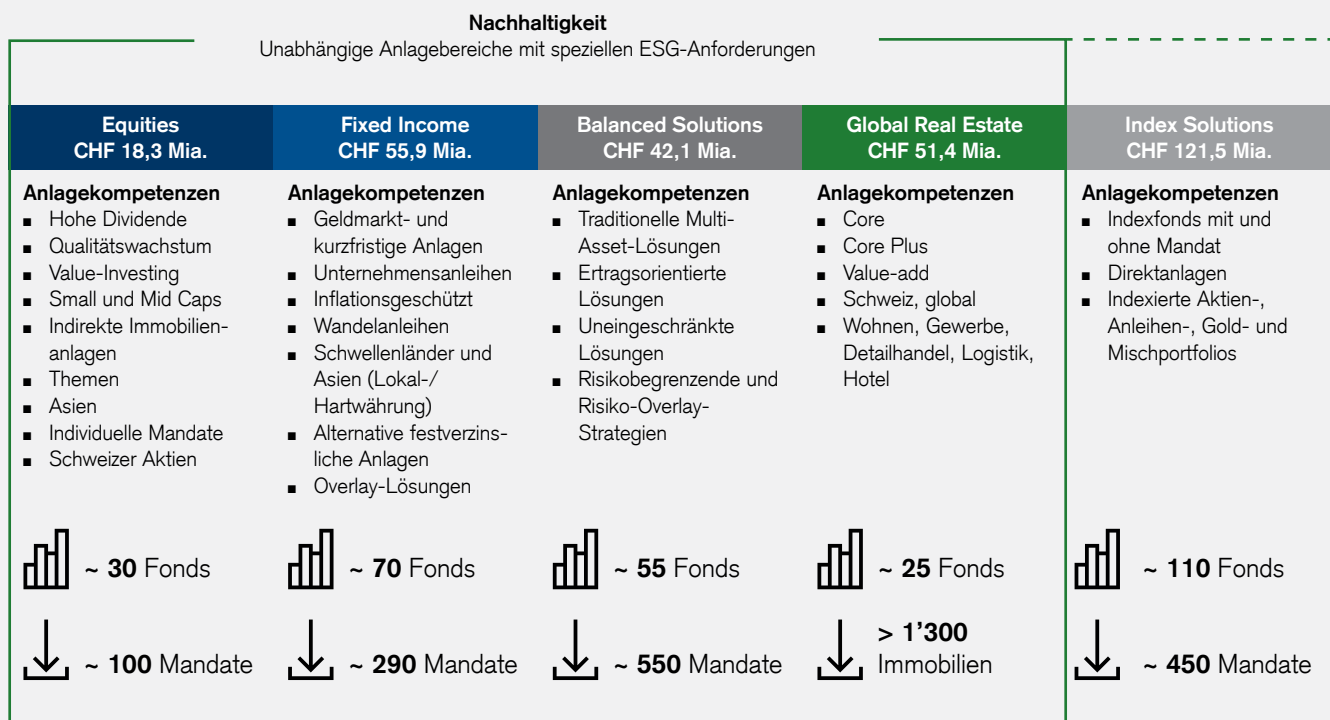 Nachhaltigkeit
Unabhängige Anlagebereiche mit speziellen ESG-Anforderungen
Equities
CHF 18,3 Mia.
Anlagekompetenzen
▪ Hohe Dividende
▪ Qualitätswachstum
▪ Value-Investing
▪ Small und Mid Caps
▪ Indirekte Immobilien-
anlagen
▪ Themen
▪ Asien
▪ Individuelle Mandate
▪ Schweizer Aktien
~ 30 Fonds
~ 100 Mandate
Fixed Income
CHF 55,9 Mia.
Anlagekompetenzen
▪ Geldmarkt- und
kurzfristige Anlagen
▪ Unternehmensanleihen
▪ Inflationsgeschützt
▪ Wandelanleihen
▪ Schwellenländer und
Asien (Lokal-/
Hartwährung)
▪ Alternative festverzins-
liche Anlagen
▪ Overlay-Lösungen
~ 70 Fonds
~ 290 Mandate
Balanced Solutions
CHF 42,1 Mia.
Anlagekompetenzen
▪ Traditionelle Multi-
Asset-Lösungen
▪ Ertragsorientierte
Lösungen
▪ Uneingeschränkte
Lösungen
▪ Risikobegrenzende und
Risiko-Overlay-
Strategien
~ 55 Fonds
~ 550 Mandate
Global Real Estate
CHF 51,4 Mia.
Anlagekompetenzen
▪ Core
▪ Core Plus
▪ Value-add
▪ Schweiz, global
▪ Wohnen, Gewerbe,
Detailhandel, Logistik,
Hotel
~ 25 Fonds
> 1’300
Immobilien
Index Solutions
CHF 121,5 Mia.
Anlagekompetenzen
▪ Indexfonds mit und
ohne Mandat
▪ Direktanlagen
▪ Indexierte Aktien-,
Anleihen-, Gold- und
Mischportfolios
~ 110 Fonds
~ 450 Mandate